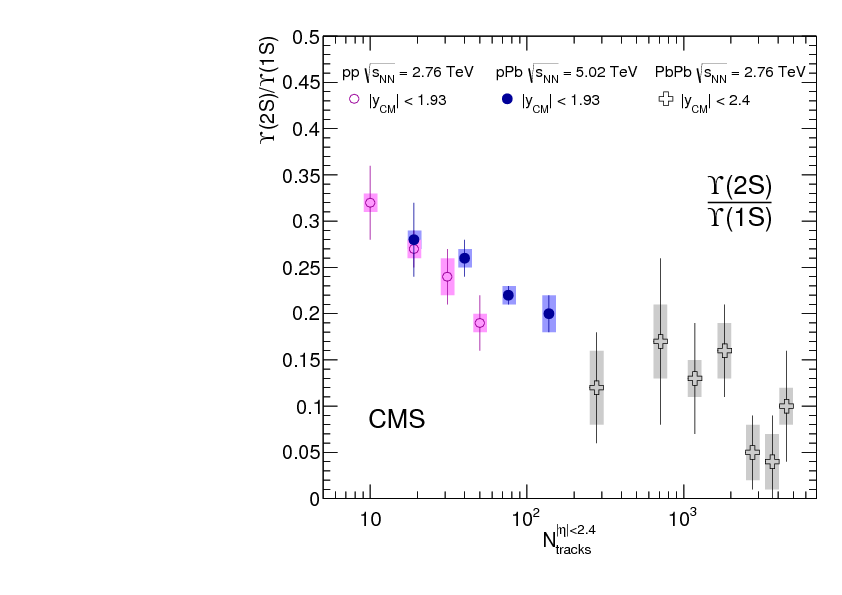 ϒ(2S)/ϒ(1S)
0.5
0.45
0.4
0.35
0.3
0.25
0.2
0.15
0.1
0.05
0
pp √s_NN = 2.76 TeV
|y_CM| < 1.93
pPb √s_NN = 5.02 TeV
|y_CM| < 1.93
PbPb √s_NN = 2.76 TeV
|y_CM| < 2.4
ϒ(2S)
ϒ(1S)
CMS
10
10²
10³
N_tracks^|η|<2.4